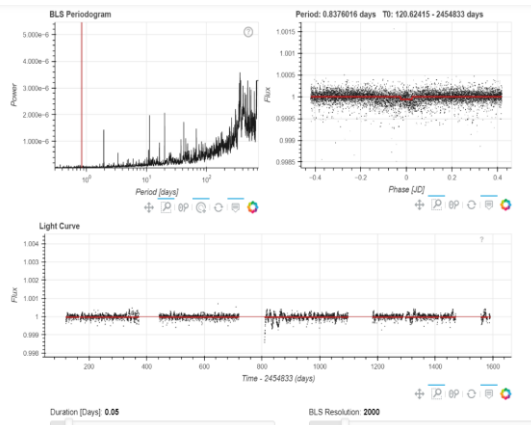 BLS Periodogram
5.000e-6
4.000e-6
3.000e-6
2.000e-6
1.000e-6
Power
10⁰
10¹
10²
Period [days]
Period: 0.8376016 days T0: 120.62415 - 2454833 days
1.0015
1.001
1.0005
1
0.9995
0.999
0.9985
Flux
-0.4
-0.2
0
0.2
0.4
Phase [JD]
Light Curve
1.004
1.003
1.002
1.001
1
0.999
0.998
Flux
200
400
600
800
1000
1200
1400
1600
Time - 2454833 (days)
Duration [Days]: 0.05
BLS Resolution: 2000